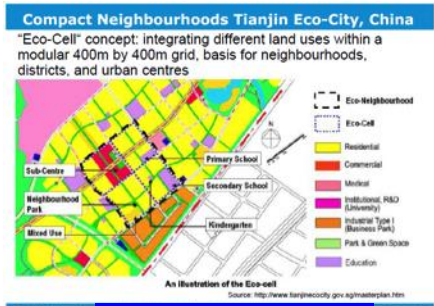 Compact Neighbourhoods Tianjin Eco-City, China
"Eco-Cell" concept: integrating different land uses within a
modular 400m by 400m grid, basis for neighbourhoods,
districts, and urban centres
Eco-Neighbourhood
Eco-Cell
Residential
Commercial
Medical
Institutional, R&D
(University)
Industrial Type I
(Business Park)
Park & Green Space
Education
N
Primary School
Sub-Centre
Secondary School
Neighbourhood
Park
Kindergarten
Mixed Use
An illustration of the Eco-cell
Source: http://www.tianjinecocity.gov.sg/masterplan.htm